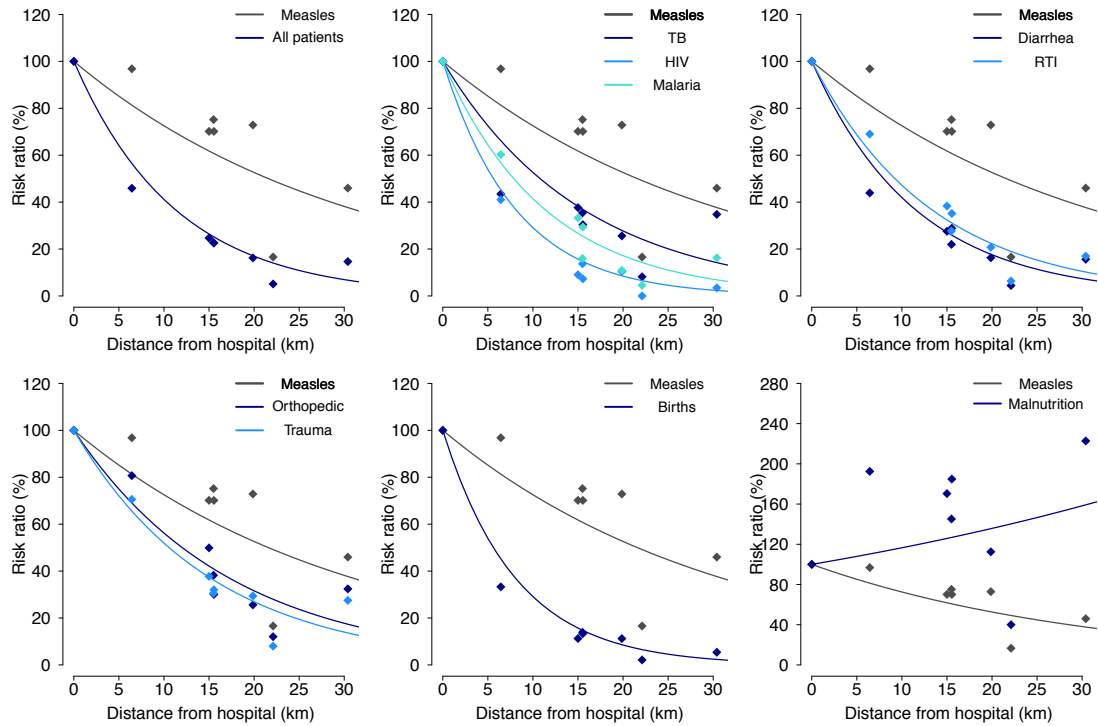 120
100
80
60
40
20
0
Risk ratio (%)
Measles
All patients
0 5 10 15 20 25 30
Distance from hospital (km)
120
100
80
60
40
20
0
Risk ratio (%)
Measles
TB
HIV
Malaria
0 5 10 15 20 25 30
Distance from hospital (km)
120
100
80
60
40
20
0
Risk ratio (%)
Measles
Diarrhea
RTI
0 5 10 15 20 25 30
Distance from hospital (km)
120
100
80
60
40
20
0
Risk ratio (%)
Measles
Orthopedic
Trauma
0 5 10 15 20 25 30
Distance from hospital (km)
120
100
80
60
40
20
0
Risk ratio (%)
Measles
Births
0 5 10 15 20 25 30
Distance from hospital (km)
280
240
200
160
120
80
40
0
Risk ratio (%)
Measles
Malnutrition
0 5 10 15 20 25 30
Distance from hospital (km)